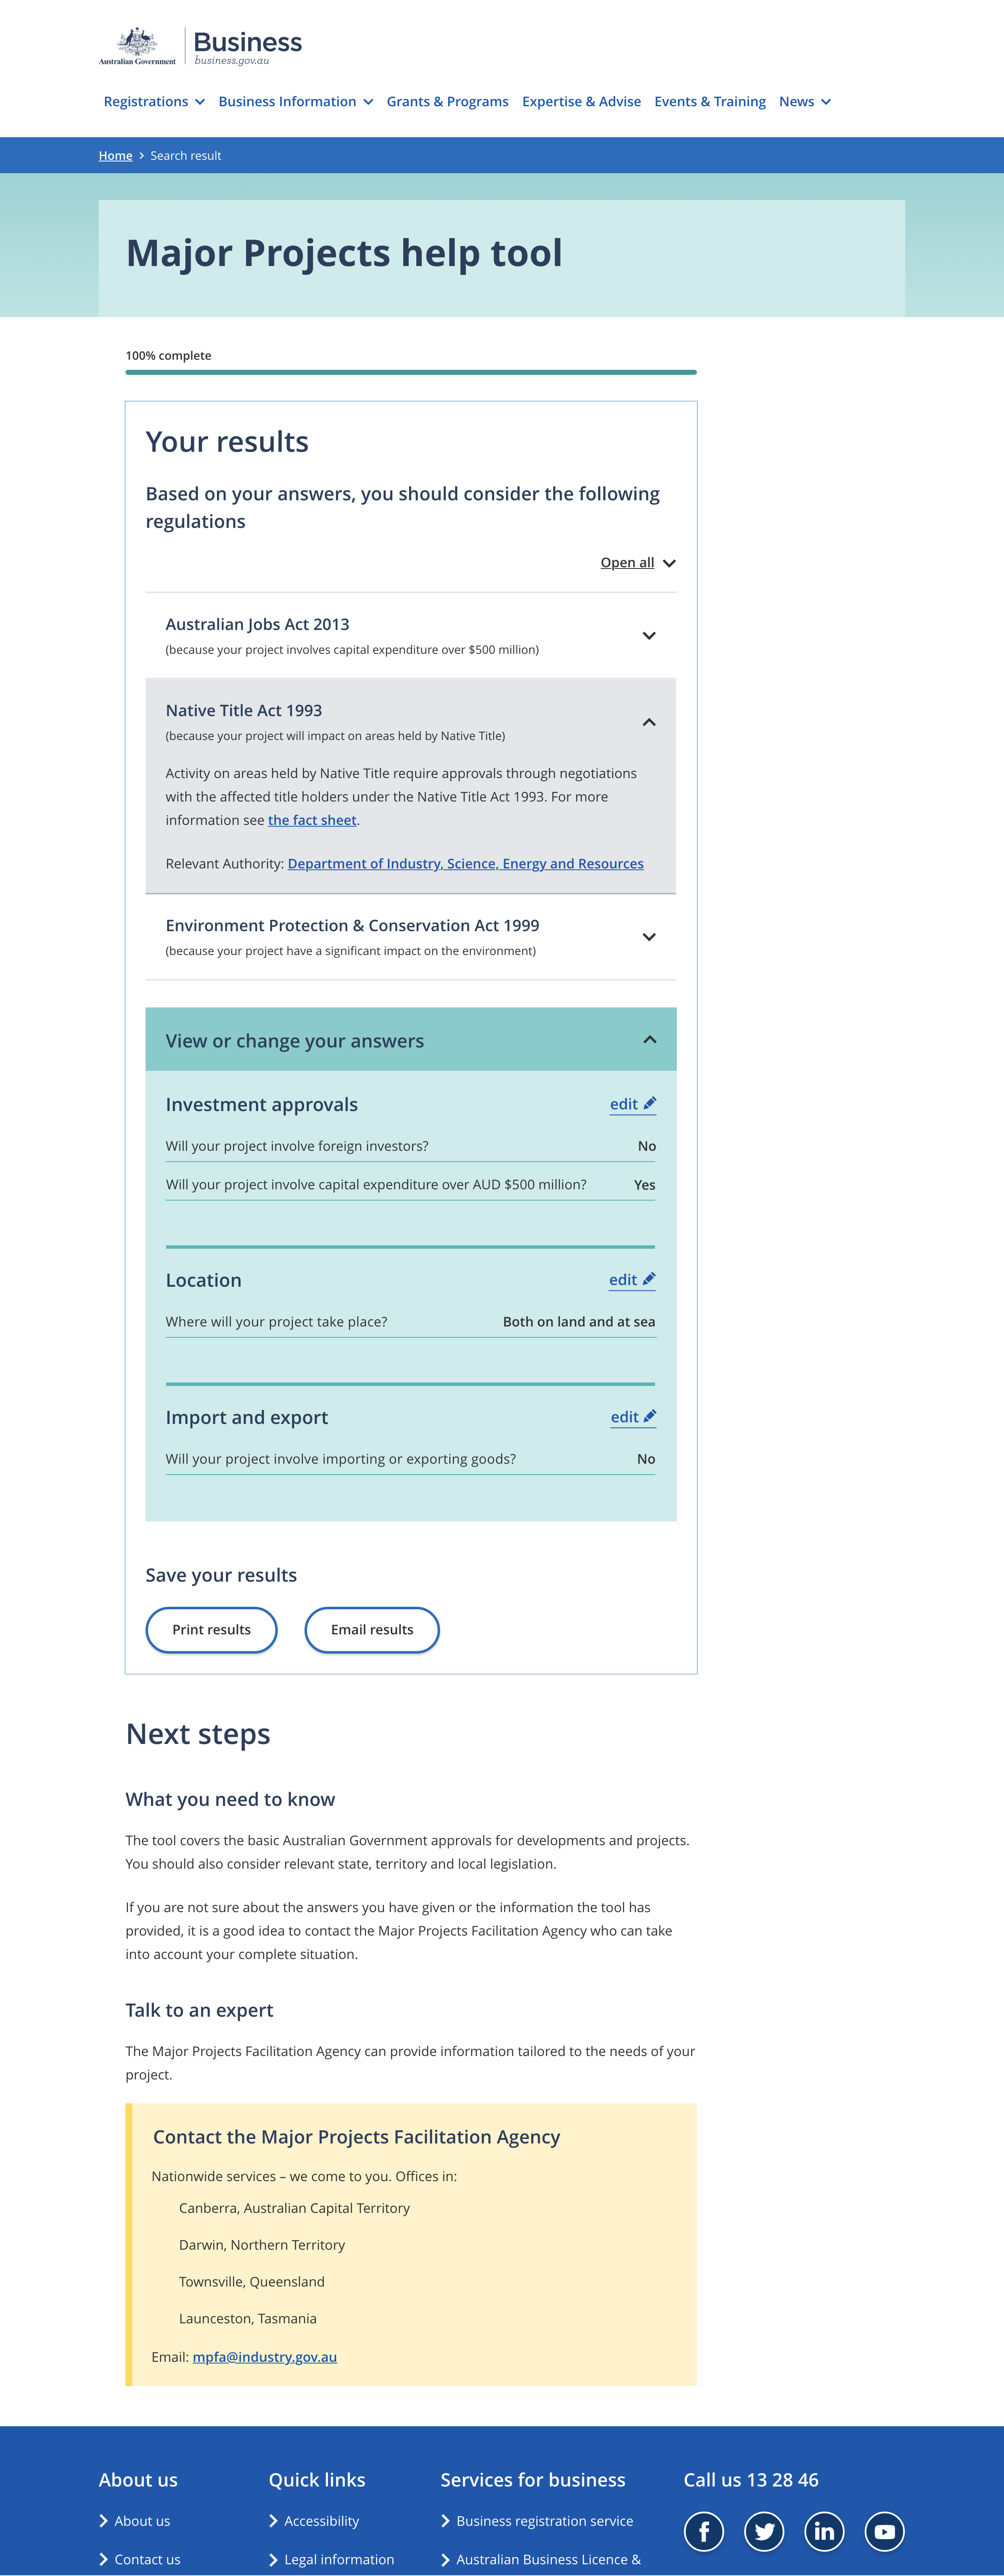 Australian Government
Business
business.gov.au
Registrations Business Information Grants & Programs Expertise & Advise Events & Training News
Home Search result
Major Projects help tool
100% complete
Your results
Based on your answers, you should consider the following
regulations
Open all
Australian Jobs Act 2013
(because your project involves capital expenditure over $500 million)
Native Title Act 1993
(because your project will impact on areas held by Native Title)
Activity on areas held by Native Title require approvals through negotiations
with the affected title holders under the Native Title Act 1993. For more
information see the fact sheet.
Relevant Authority: Department of Industry, Science, Energy and Resources
Environment Protection & Conservation Act 1999
(because your project have a significant impact on the environment)
View or change your answers
Investment approvals edit
Will your project involve foreign investors? No
Will your project involve capital expenditure over AUD $500 million? Yes
Location edit
Where will your project take place? Both on land and at sea
Import and export edit
Will your project involve importing or exporting goods? No
Save your results
Print results Email results
Next steps
What you need to know
The tool covers the basic Australian Government approvals for developments and projects.
You should also consider relevant state, territory and local legislation.
If you are not sure about the answers you have given or the information the tool has
provided, it is a good idea to contact the Major Projects Facilitation Agency who can take
into account your complete situation.
Talk to an expert
The Major Projects Facilitation Agency can provide information tailored to the needs of your
project.
Contact the Major Projects Facilitation Agency
Nationwide services – we come to you. Offices in:
Canberra, Australian Capital Territory
Darwin, Northern Territory
Townsville, Queensland
Launceston, Tasmania
Email: mpfa@industry.gov.au
About us Quick links Services for business Call us 13 28 46
About us Accessibility Business registration service
Contact us Legal information Australian Business Licence &